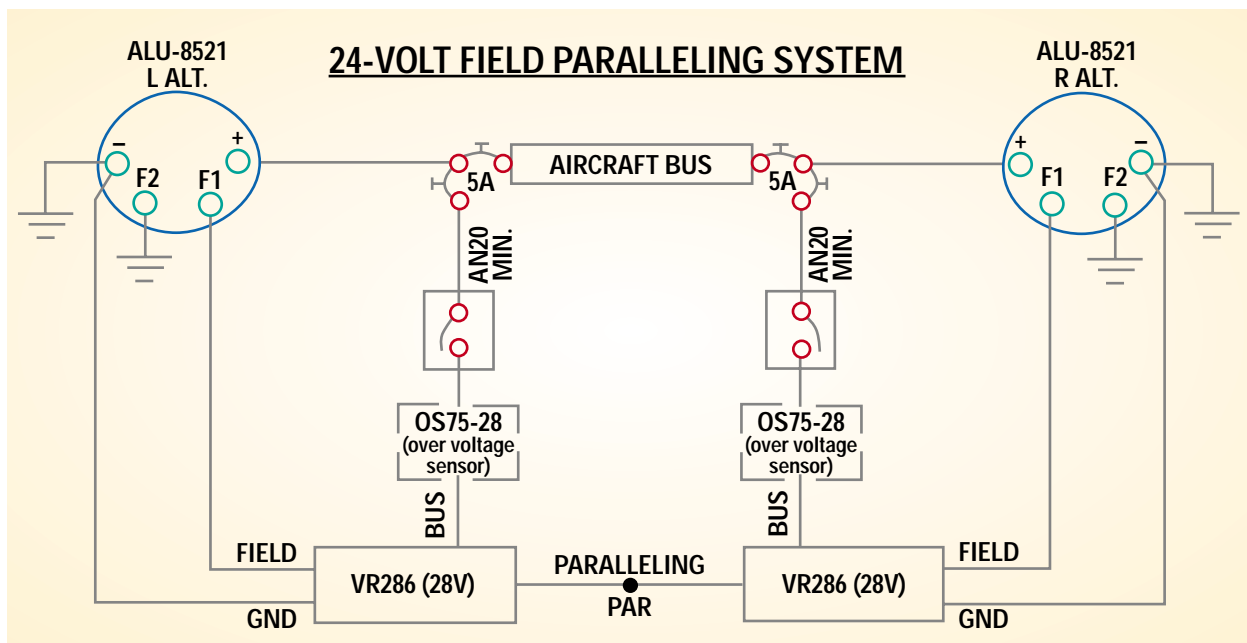 24-VOLT FIELD PARALLELING SYSTEM
ALU-8521
L ALT.
ALU-8521
R ALT.
−
+
F2
F1
5A
AIRCRAFT BUS
5A
+
−
F1
F2
AN20
MIN.
AN20
MIN.
OS75-28
(over voltage
sensor)
OS75-28
(over voltage
sensor)
BUS
BUS
FIELD
VR286 (28V)
GND
PARALLELING
PAR
VR286 (28V)
FIELD
GND